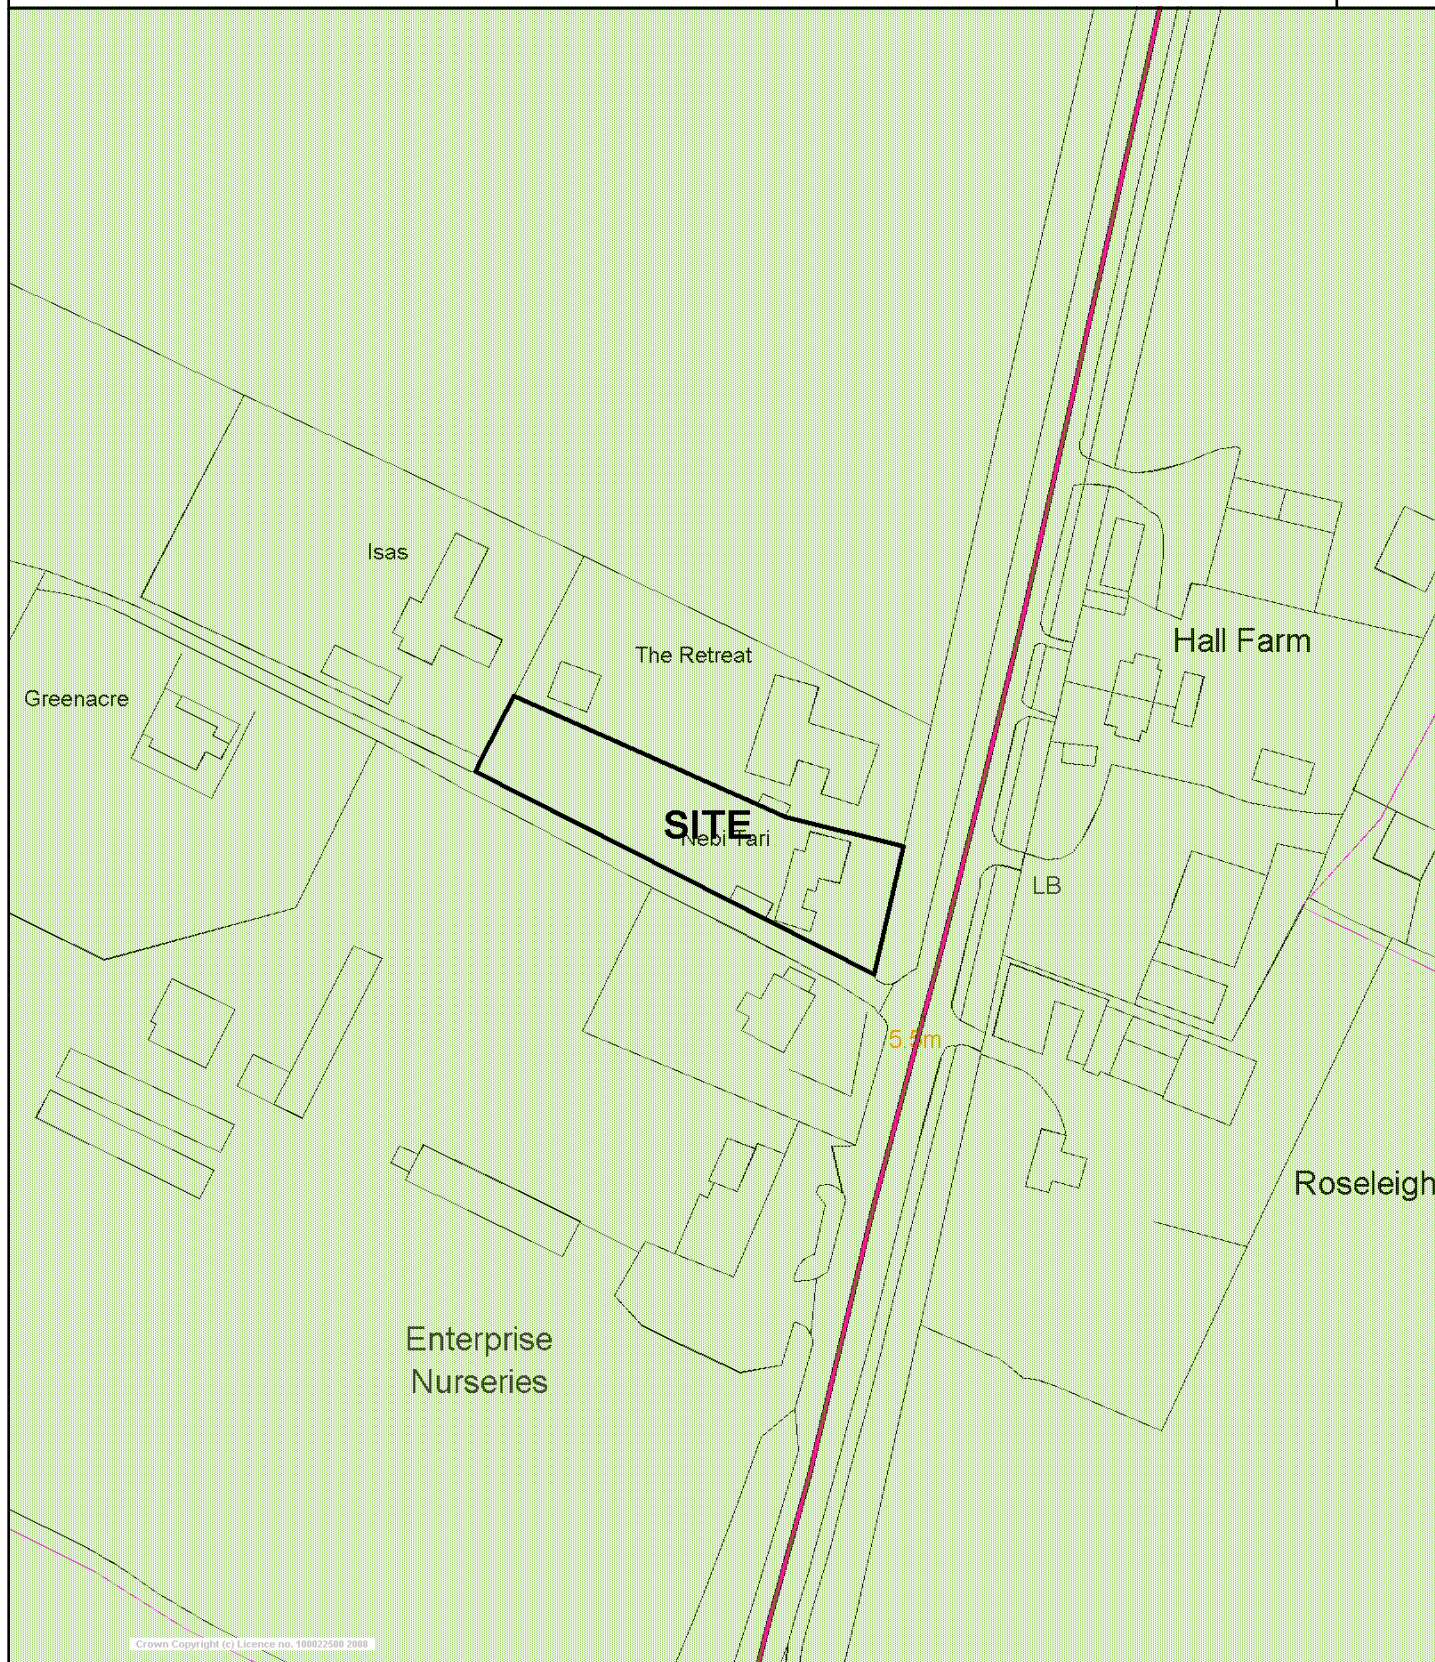 Isas
The Retreat
Hall Farm
Greenacre
SITE
Nebi Tari
LB
5.5m
Roseleigh
Enterprise
Nurseries
Crown Copyright (c) Licence no. 100022500 2008